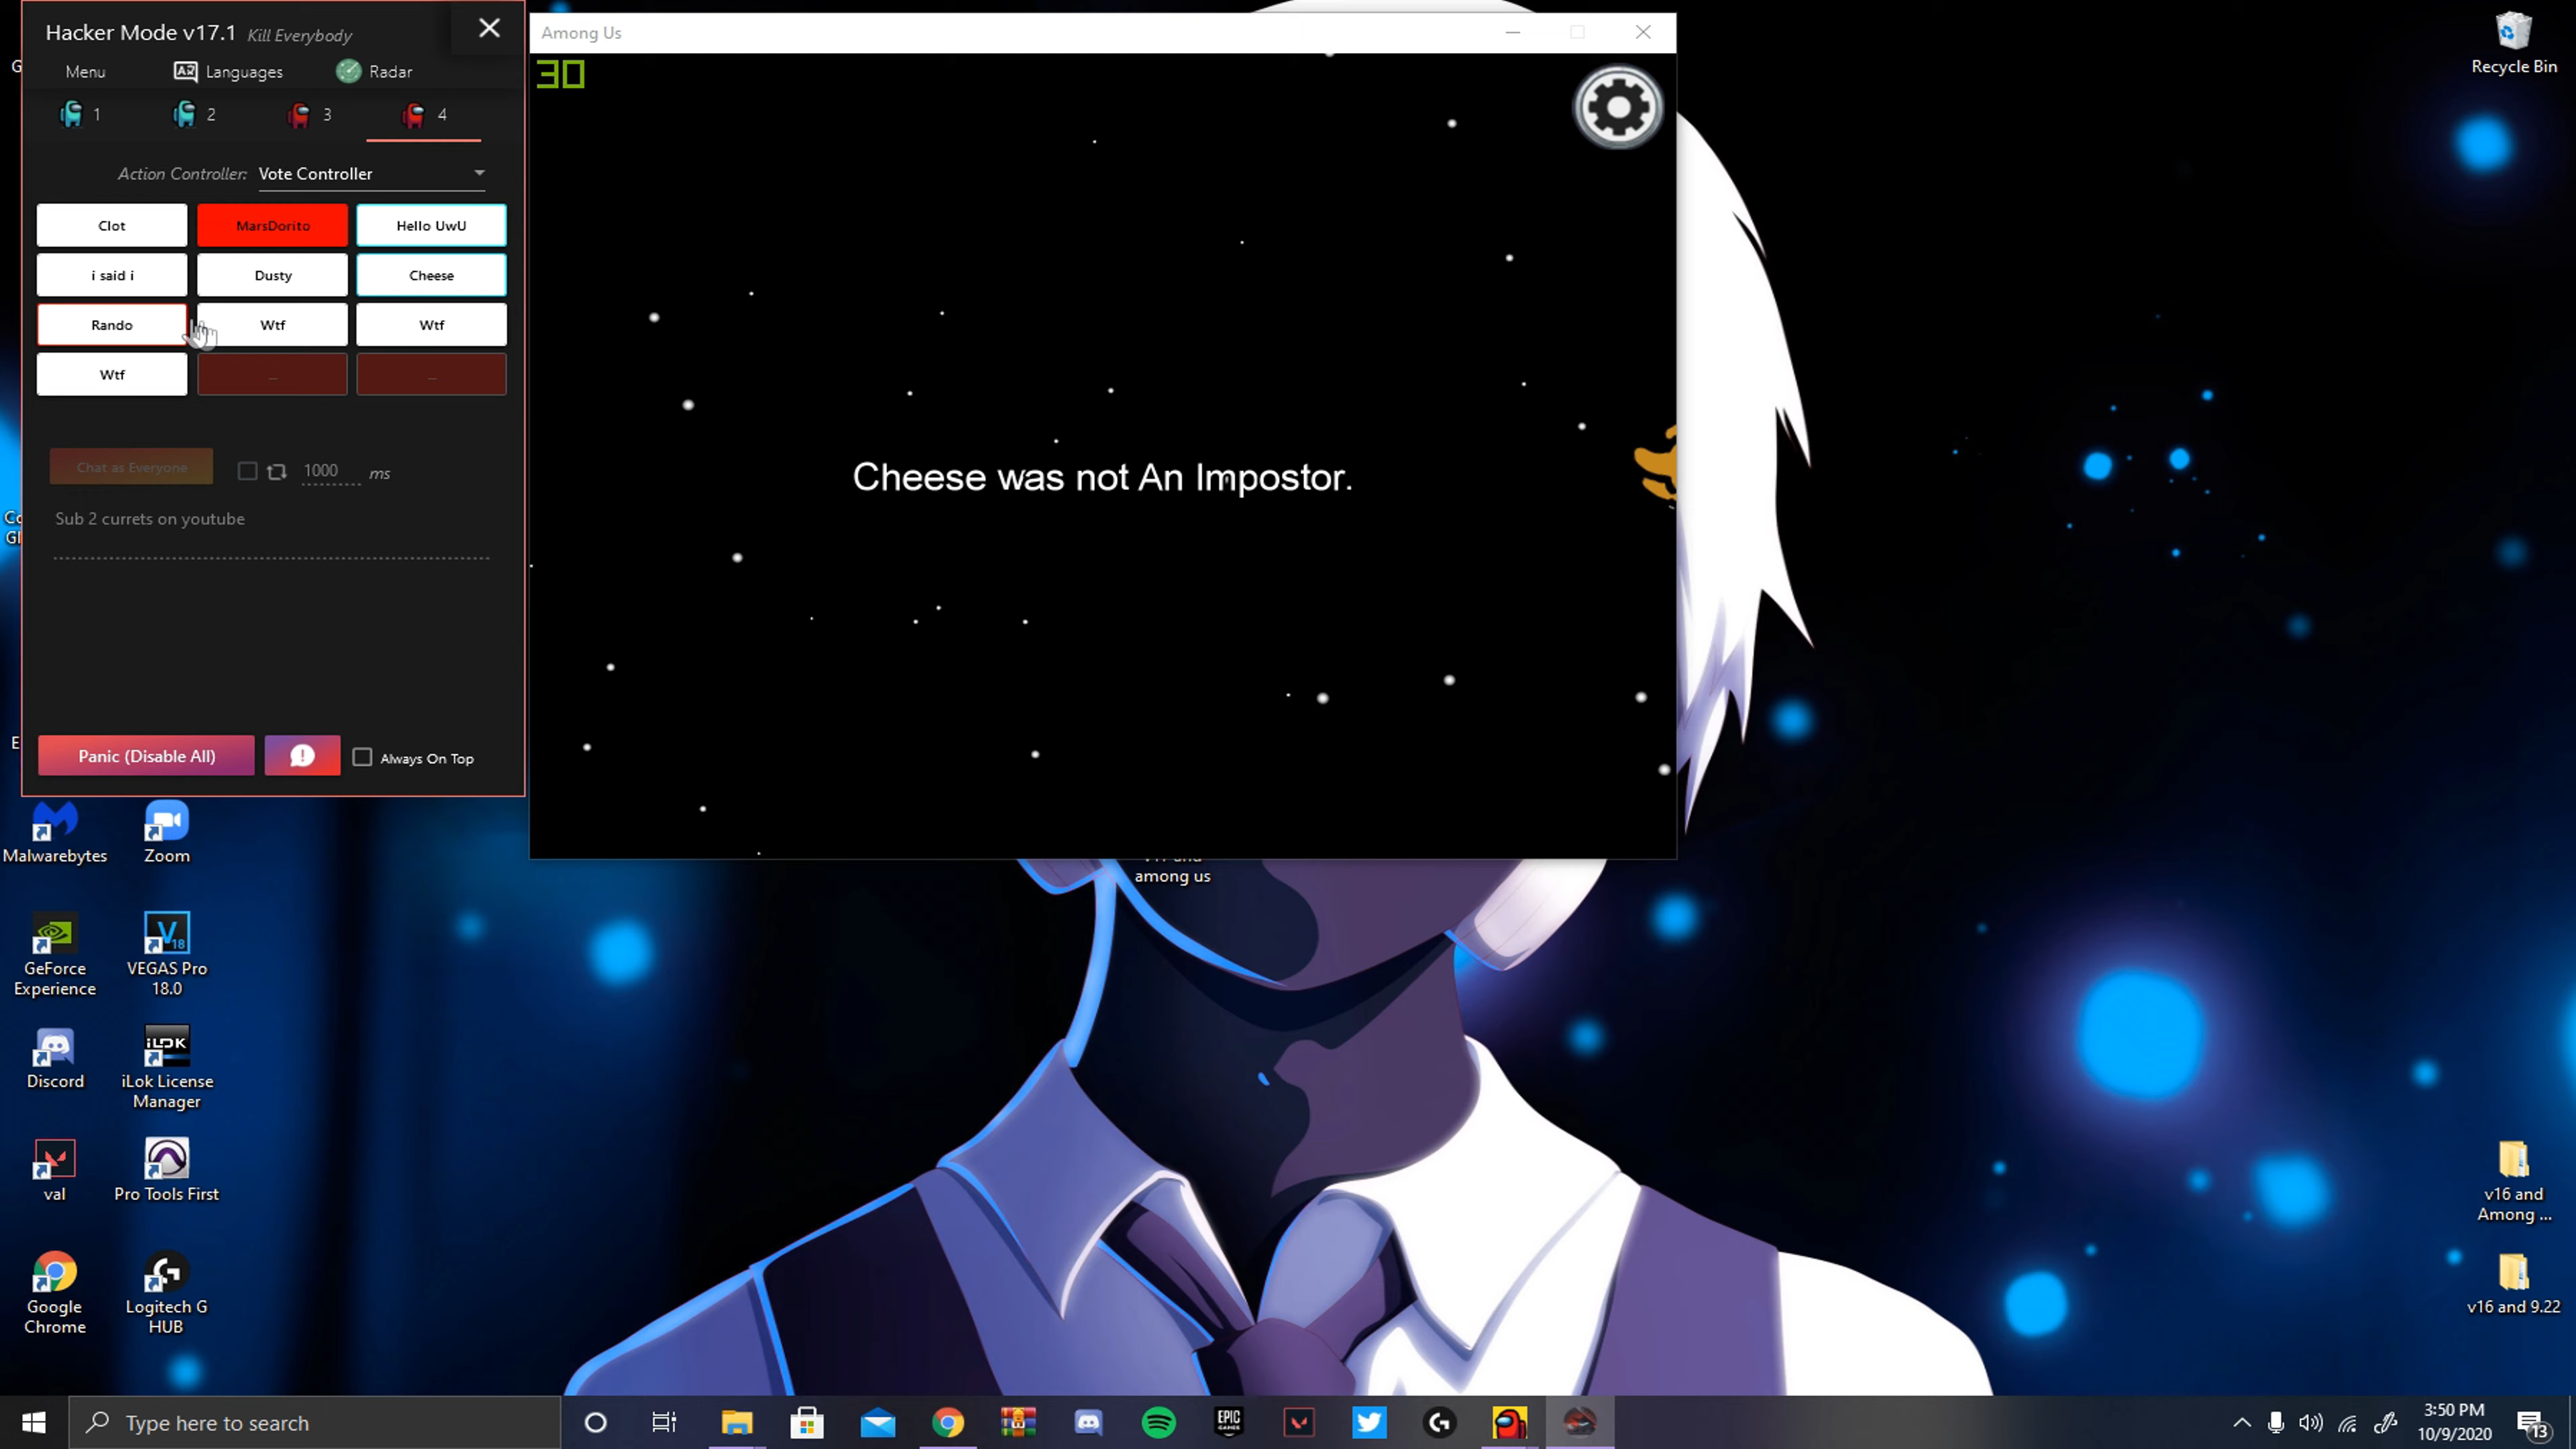 Hacker Mode v17.1 Kill Everybody
Menu Languages Radar
1 2 3 4
Action Controller: Vote Controller
Clot MarsDorito Hello UwU
i said i Dusty Cheese
Rando Wtf Wtf
Wtf
Chat as Everyone 1000 ms
Sub 2 currets on youtube
Panic (Disable All) Always On Top
Among Us
30
Cheese was not An Impostor.
among us
Malwarebytes
Zoom
GeForce
Experience
VEGAS Pro
18.0
Discord
iLok License
Manager
val
Pro Tools First
Google
Chrome
Logitech G
HUB
Recycle Bin
v16 and
Among ...
v16 and 9.22
Type here to search
EPIC
GAMES
3:50 PM
10/9/2020
13